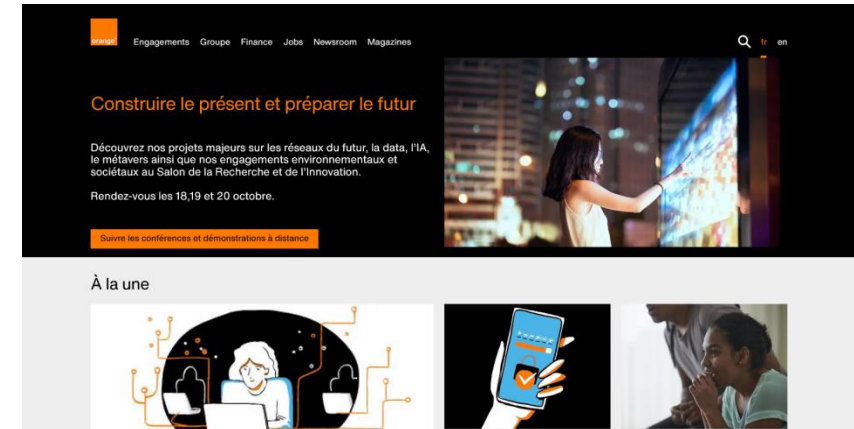 orange
Engagements Groupe Finance Jobs Newsroom Magazines
fr en
Construire le présent et préparer le futur
Découvrez nos projets majeurs sur les réseaux du futur, la data, l'IA,
le métavers ainsi que nos engagements environnementaux et
sociétaux au Salon de la Recherche et de l'Innovation.
Rendez-vous les 18,19 et 20 octobre.
Suivre les conférences et démonstrations à distance
À la une